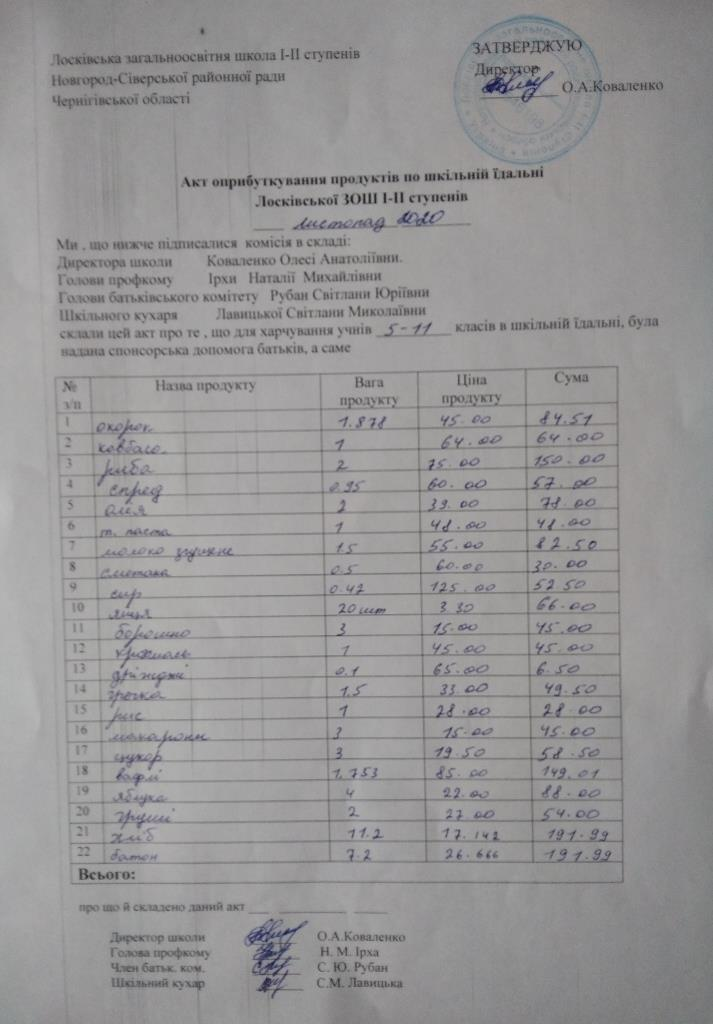 Лосківська загальноосвітня школа І-ІІ ступенів
Новгород-Сіверської районної ради
Чернігівської області
ЗАТВЕРДЖУЮ
Директор
О.А.Коваленко
Акт оприбуткування продуктів по шкільній їдальні
Лосківської ЗОШ І-ІІ ступенів
листопад 2020
Ми , що нижче підписалися комісія в складі:
Директора школи Коваленко Олесі Анатоліївни.
Голови профкому Ірхи Наталії Михайлівни
Голови батьківського комітету Рубан Світлани Юріївни
Шкільного кухаря Лавицької Світлани Миколаївни
склали цей акт про те , що для харчування учнів 5-11 класів в шкільній їдальні, була
надана спонсорська допомога батьків, а саме
№ з/п Назва продукту Вага продукту Ціна продукту Сума
1 окорок 1.878 45.00 84.51
2 ковбаса 1 64.00 64.00
3 риба 2 75.00 150.00
4 спред 0.95 60.00 57.00
5 олія 2 39.00 78.00
6 т. паста 1 48.00 48.00
7 молоко згущене 1.5 55.00 82.50
8 сметана 0.5 60.00 30.00
9 сир 0.42 125.00 52.50
10 яйця 20 шт 3.30 66.00
11 борошно 3 15.00 45.00
12 крохмаль 1 45.00 45.00
13 дріжджі 0.1 65.00 6.50
14 гречка 1.5 33.00 49.50
15 рис 1 28.00 28.00
16 макарони 3 15.00 45.00
17 цукор 3 19.50 58.50
18 вафлі 1.753 85.00 149.01
19 яблука 4 22.00 88.00
20 груші 2 27.00 54.00
21 хліб 11.2 17.142 191.99
22 батон 7.2 26.666 191.99
Всього:
про що й складено даний акт
Директор школи О.А.Коваленко
Голова профкому Н. М. Ірха
Член батьк. ком. С. Ю. Рубан
Шкільний кухар С.М. Лавицька